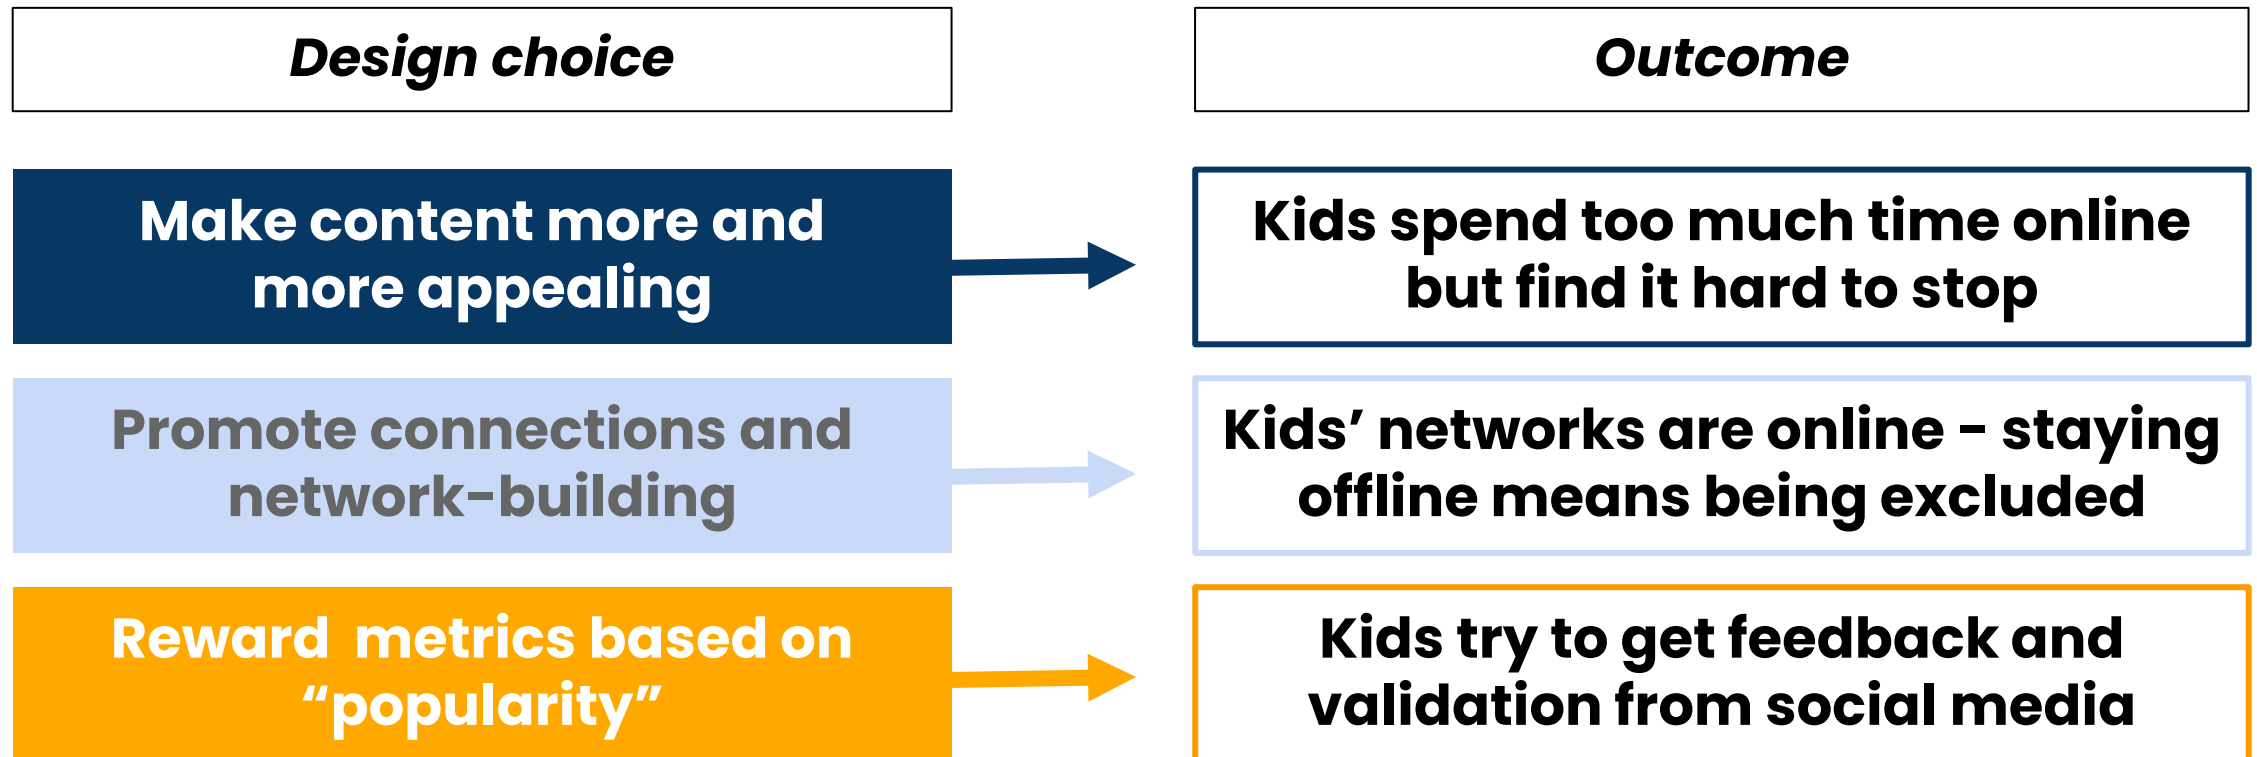 Design choice
Outcome
Make content more and
more appealing
Kids spend too much time online
but find it hard to stop
Promote connections and
network-building
Kids’ networks are online - staying
offline means being excluded
Reward  metrics based on
“popularity”
Kids try to get feedback and
validation from social media